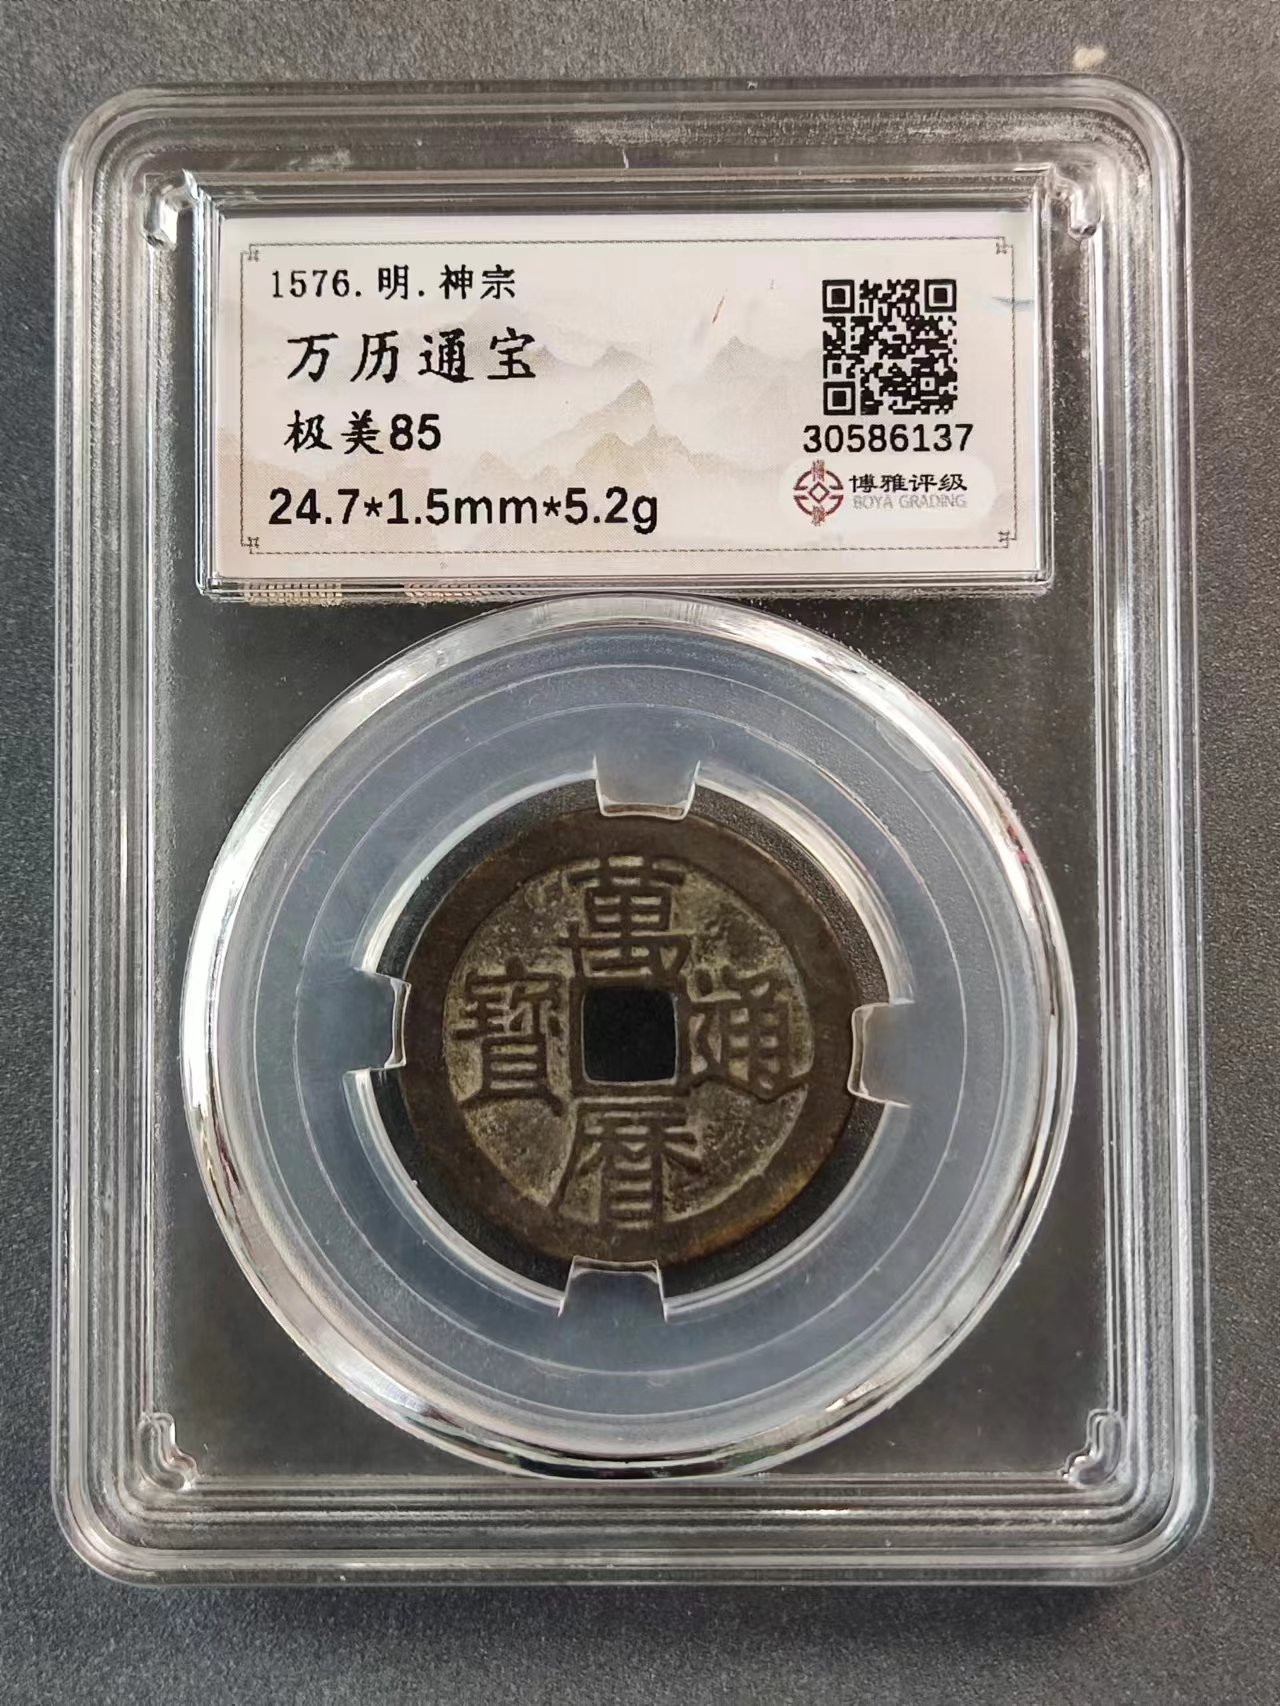 1576.明.神宗
万历通宝
极美85
24.7*1.5mm*5.2g
30586137
博雅评级
BOYA GRADING
萬曆通寶